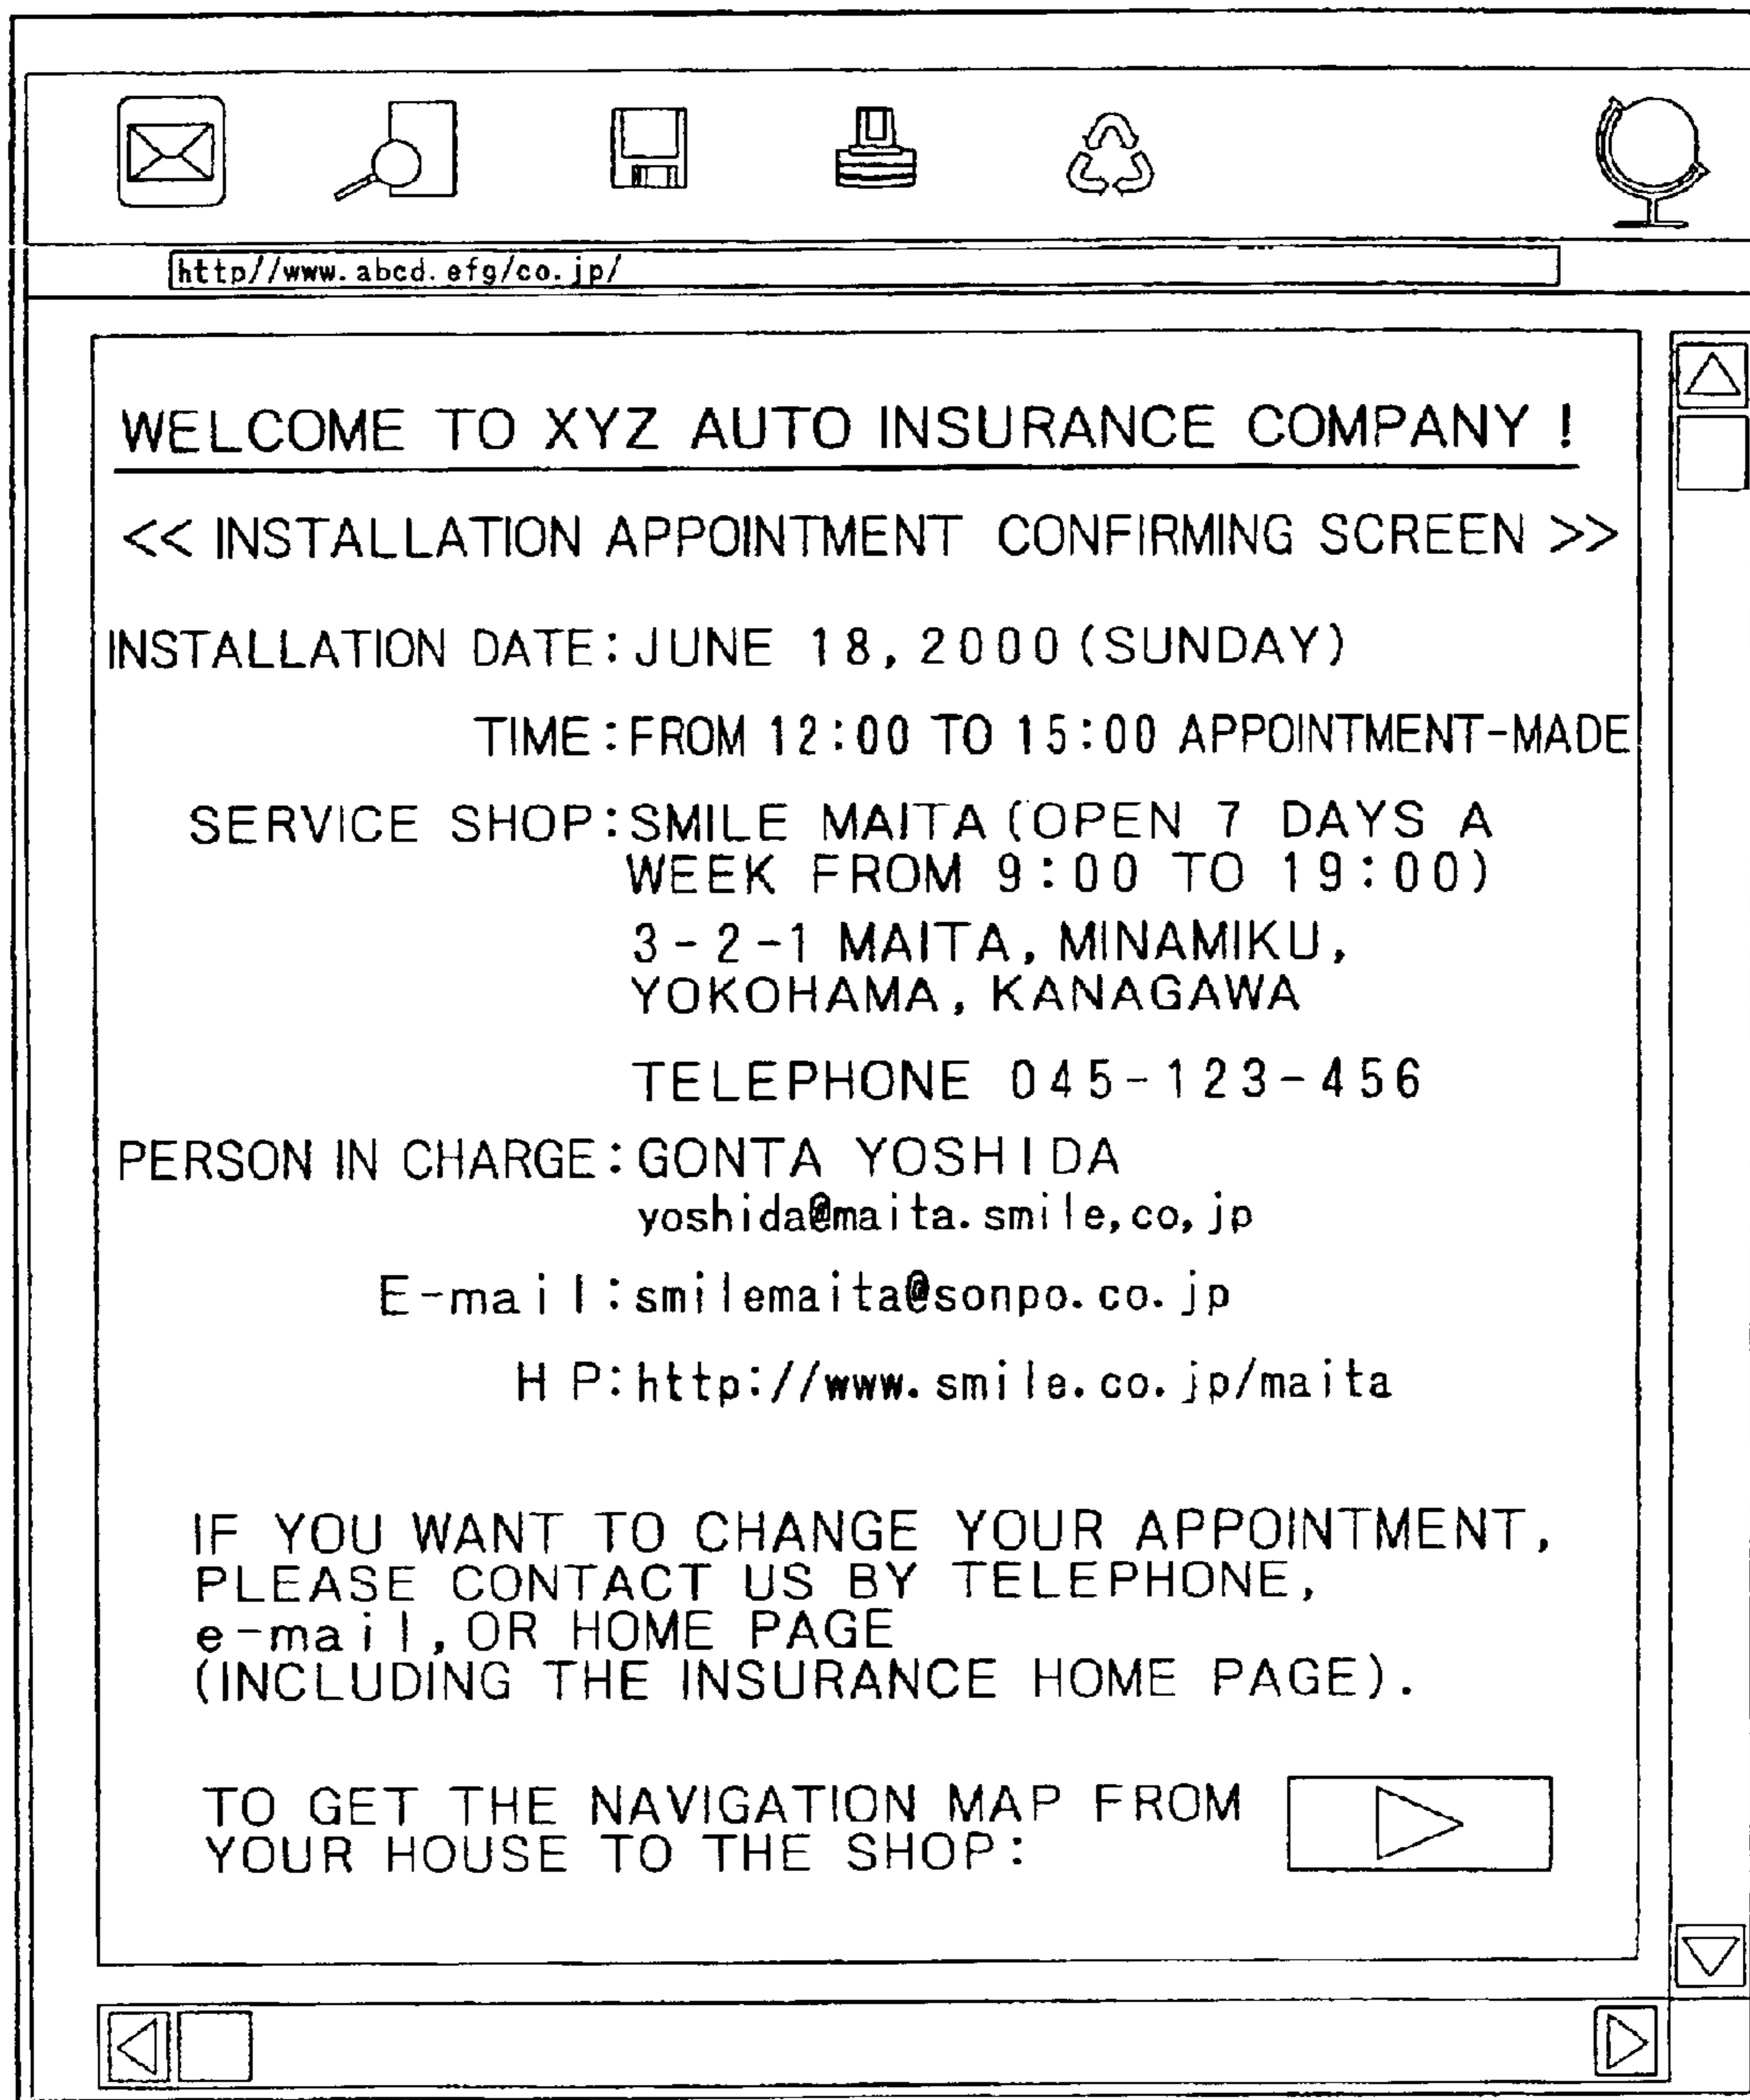 http//www.abcd.efg/co.jp/
WELCOME TO XYZ AUTO INSURANCE COMPANY !
<< INSTALLATION APPOINTMENT CONFIRMING SCREEN >>
INSTALLATION DATE:JUNE 18,2000(SUNDAY)
TIME:FROM 12:00 TO 15:00 APPOINTMENT-MADE
SERVICE SHOP:SMILE MAITA(OPEN 7 DAYS A
WEEK FROM 9:00 TO 19:00)
3-2-1 MAITA, MINAMIKU,
YOKOHAMA, KANAGAWA
TELEPHONE 045-123-456
PERSON IN CHARGE:GONTA YOSHIDA
yoshida@maita.smile,co,jp
E-mail:smilemaita@sonpo.co.jp
HP:http://www.smile.co.jp/maita
IF YOU WANT TO CHANGE YOUR APPOINTMENT,
PLEASE CONTACT US BY TELEPHONE,
e-mail, OR HOME PAGE
(INCLUDING THE INSURANCE HOME PAGE).
TO GET THE NAVIGATION MAP FROM
YOUR HOUSE TO THE SHOP: